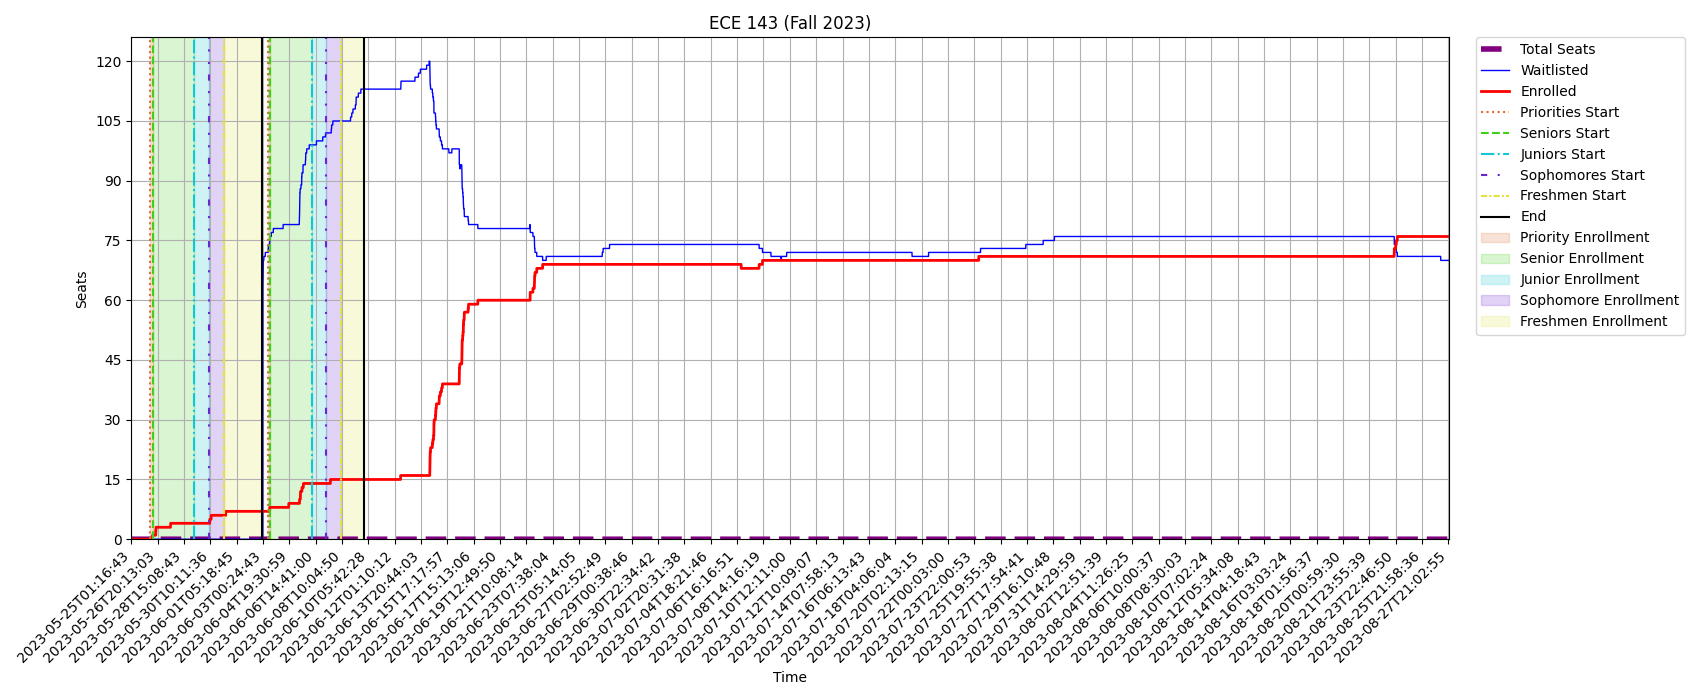 ECE 143 (Fall 2023)
120
105
90
75
60
45
30
15
0
Seats
2023-05-25T01:16:43
2023-05-26T20:13:03
2023-05-28T15:08:43
2023-05-30T10:11:36
2023-06-01T05:18:45
2023-06-03T00:24:43
2023-06-04T19:30:59
2023-06-06T14:41:00
2023-06-08T10:04:50
2023-06-10T05:42:28
2023-06-12T01:10:12
2023-06-13T20:44:03
2023-06-15T17:17:57
2023-06-17T15:13:06
2023-06-19T12:49:50
2023-06-21T10:08:14
2023-06-23T07:38:04
2023-06-25T05:14:05
2023-06-27T02:52:49
2023-06-29T00:38:46
2023-06-30T22:34:42
2023-07-02T20:31:38
2023-07-04T18:21:46
2023-07-06T16:16:51
2023-07-08T14:16:19
2023-07-10T12:11:00
2023-07-12T10:09:07
2023-07-14T07:58:13
2023-07-16T06:13:43
2023-07-18T04:06:04
2023-07-20T02:13:15
2023-07-22T00:03:00
2023-07-23T22:00:53
2023-07-25T19:55:38
2023-07-27T17:54:41
2023-07-29T16:10:48
2023-07-31T14:29:59
2023-08-02T12:51:39
2023-08-04T11:26:25
2023-08-06T10:00:37
2023-08-08T08:30:03
2023-08-10T07:02:24
2023-08-12T05:34:08
2023-08-14T04:18:43
2023-08-16T03:03:24
2023-08-18T01:56:37
2023-08-20T00:59:30
2023-08-21T23:55:39
2023-08-23T22:46:50
2023-08-25T21:58:36
2023-08-27T21:02:55
Time
Total Seats
Waitlisted
Enrolled
Priorities Start
Seniors Start
Juniors Start
Sophomores Start
Freshmen Start
End
Priority Enrollment
Senior Enrollment
Junior Enrollment
Sophomore Enrollment
Freshmen Enrollment